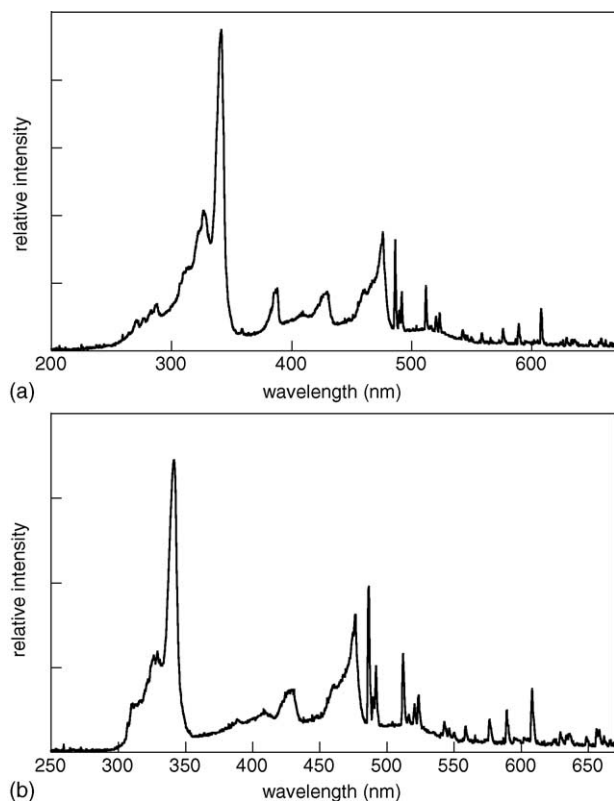 relative intensity
200 300 400 500 600
(a) wavelength (nm)
relative intensity
250 300 350 400 450 500 550 600 650
(b) wavelength (nm)